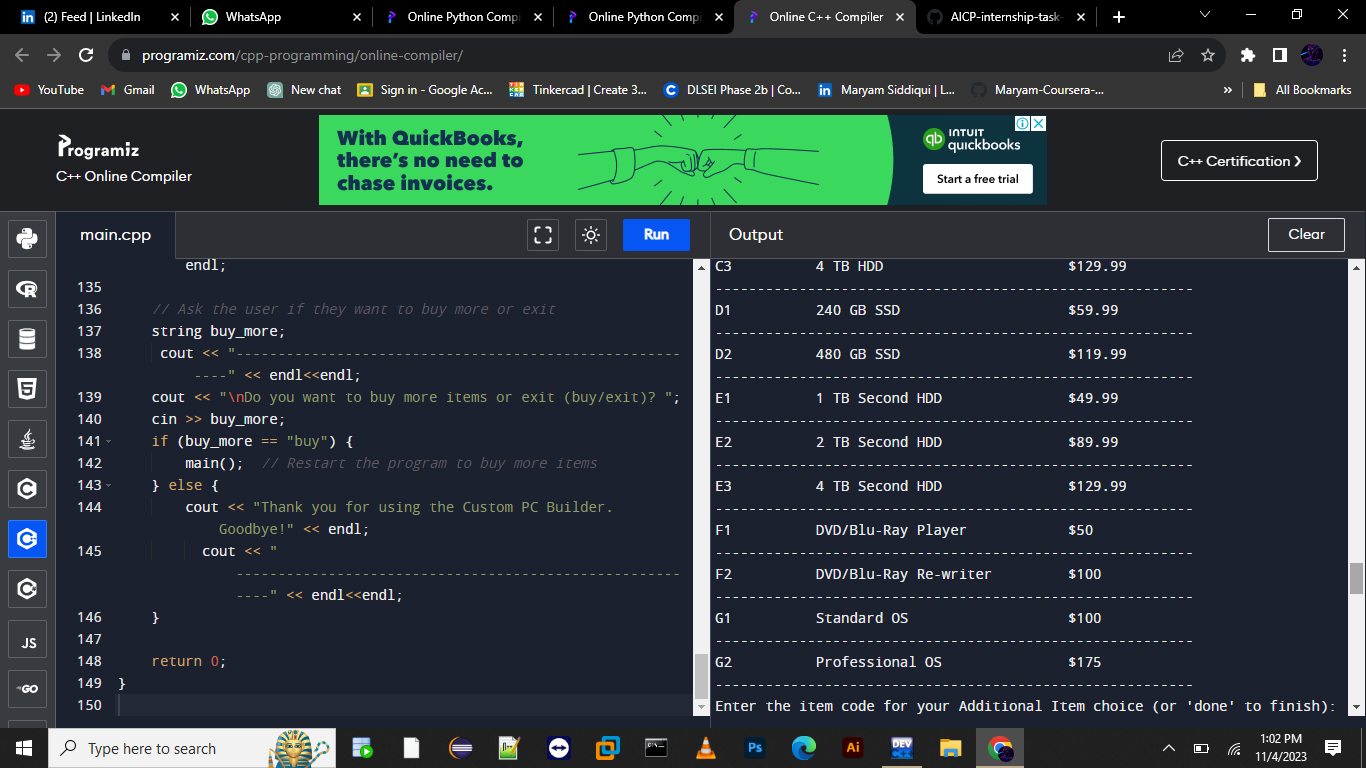 (2) Feed | LinkedIn
WhatsApp
Online Python Compi
Online Python Compi
Online C++ Compiler
AICP-internship-task-
programiz.com/cpp-programming/online-compiler/
YouTube
Gmail
WhatsApp
New chat
Sign in - Google Ac...
Tinkercad | Create 3...
DLSEI Phase 2b | Co...
Maryam Siddiqui | L...
Maryam-Coursera-...
»
All Bookmarks
Programiz
C++ Online Compiler
With QuickBooks,
there's no need to
chase invoices.
INTUIT
quickbooks
Start a free trial
C++ Certification ❯
main.cpp
Run
endl;
135
136 // Ask the user if they want to buy more or exit
137 string buy_more;
138 cout << "-----------------------------------------------------
----" << endl<<endl;
139 cout << "\nDo you want to buy more items or exit (buy/exit)? ";
140 cin >> buy_more;
141 if (buy_more == "buy") {
142 main();  // Restart the program to buy more items
143 } else {
144 cout << "Thank you for using the Custom PC Builder.
Goodbye!" << endl;
145 cout << "
-----------------------------------------------------
----" << endl<<endl;
146 }
147
148 return 0;
149 }
150
Output
Clear
C3 4 TB HDD $129.99
---------------------------------------------------------
D1 240 GB SSD $59.99
---------------------------------------------------------
D2 480 GB SSD $119.99
---------------------------------------------------------
E1 1 TB Second HDD $49.99
---------------------------------------------------------
E2 2 TB Second HDD $89.99
---------------------------------------------------------
E3 4 TB Second HDD $129.99
---------------------------------------------------------
F1 DVD/Blu-Ray Player $50
---------------------------------------------------------
F2 DVD/Blu-Ray Re-writer $100
---------------------------------------------------------
G1 Standard OS $100
---------------------------------------------------------
G2 Professional OS $175
---------------------------------------------------------
Enter the item code for your Additional Item choice (or 'done' to finish):
JS
GO
Type here to search
Ps
Ai
DEV
C++
1:02 PM
11/4/2023